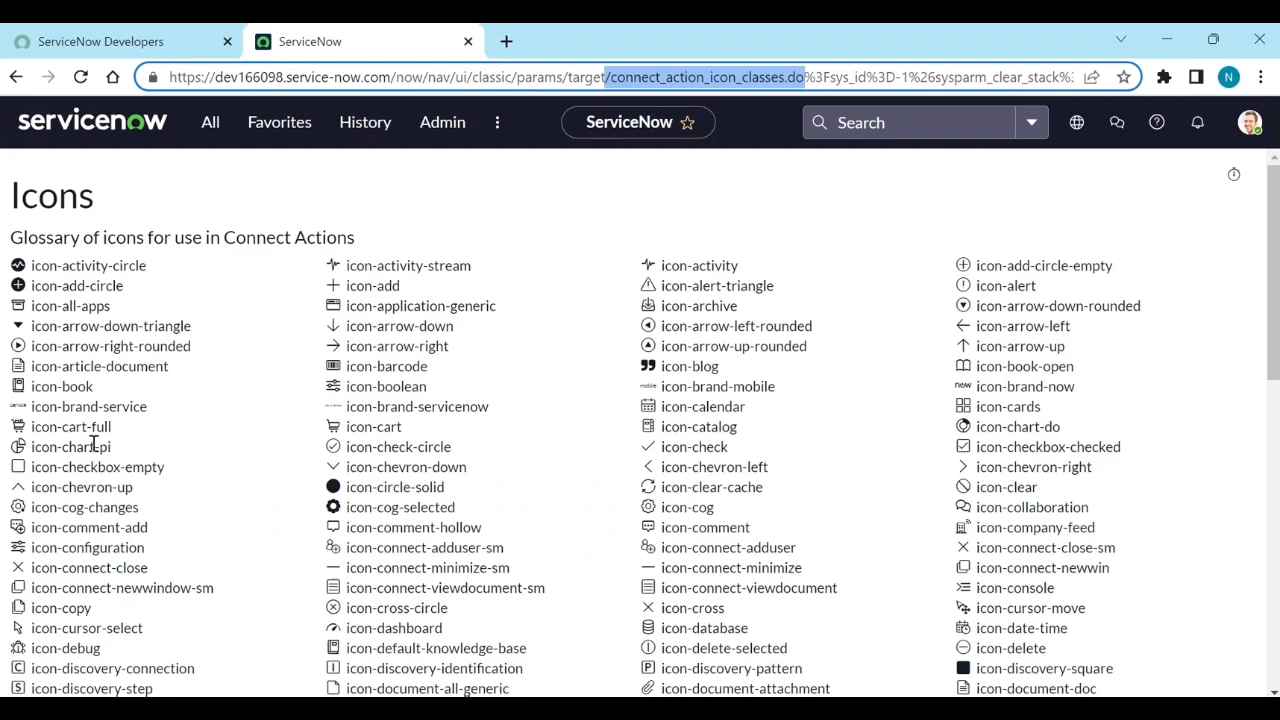 ServiceNow Developers
ServiceNow
https://dev166098.service-now.com/now/nav/ui/classic/params/target/connect_action_icon_classes.do%3Fsys_id%3D-1%26sysparm_clear_stack%:
N
servicenow All Favorites History Admin
ServiceNow
Search
Icons
Glossary of icons for use in Connect Actions
icon-activity-circle icon-activity-stream icon-activity icon-add-circle-empty
icon-add-circle icon-add icon-alert-triangle icon-alert
icon-all-apps icon-application-generic icon-archive icon-arrow-down-rounded
icon-arrow-down-triangle icon-arrow-down icon-arrow-left-rounded icon-arrow-left
icon-arrow-right-rounded icon-arrow-right icon-arrow-up-rounded icon-arrow-up
icon-article-document icon-barcode icon-blog icon-book-open
icon-book icon-boolean mobile icon-brand-mobile now icon-brand-now
icon-brand-service icon-brand-servicenow icon-calendar icon-cards
icon-cart-full icon-cart icon-catalog icon-chart-do
icon-chart-pi icon-check-circle icon-check icon-checkbox-checked
icon-checkbox-empty icon-chevron-down icon-chevron-left icon-chevron-right
icon-chevron-up icon-circle-solid icon-clear-cache icon-clear
icon-cog-changes icon-cog-selected icon-cog icon-collaboration
icon-comment-add icon-comment-hollow icon-comment icon-company-feed
icon-configuration icon-connect-adduser-sm icon-connect-adduser icon-connect-close-sm
icon-connect-close icon-connect-minimize-sm icon-connect-minimize icon-connect-newwin
icon-connect-newwindow-sm icon-connect-viewdocument-sm icon-connect-viewdocument icon-console
icon-copy icon-cross-circle icon-cross icon-cursor-move
icon-cursor-select icon-dashboard icon-database icon-date-time
icon-debug icon-default-knowledge-base icon-delete-selected icon-delete
C icon-discovery-connection I icon-discovery-identification P icon-discovery-pattern icon-discovery-square
S icon-discovery-step icon-document-all-generic icon-document-attachment icon-document-doc